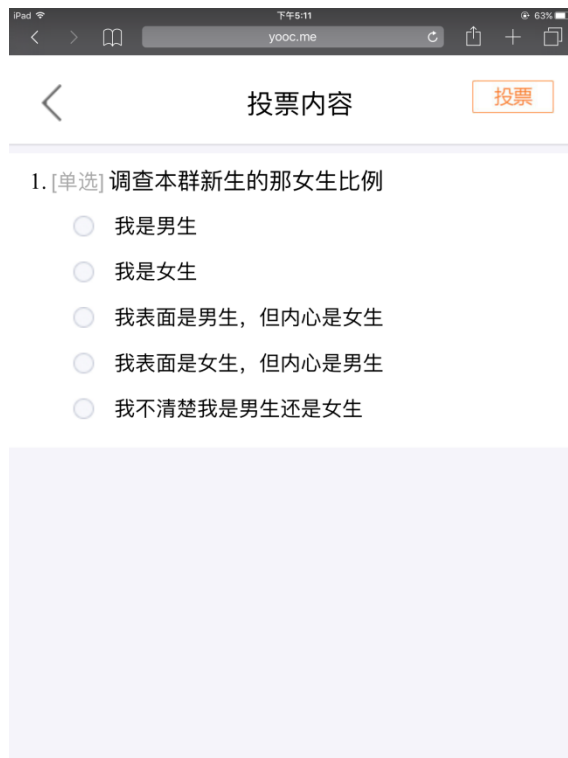 iPad 下午5:11 63%
yooc.me
投票内容 投票
1. [单选] 调查本群新生的那女生比例
我是男生
我是女生
我表面是男生，但内心是女生
我表面是女生，但内心是男生
我不清楚我是男生还是女生